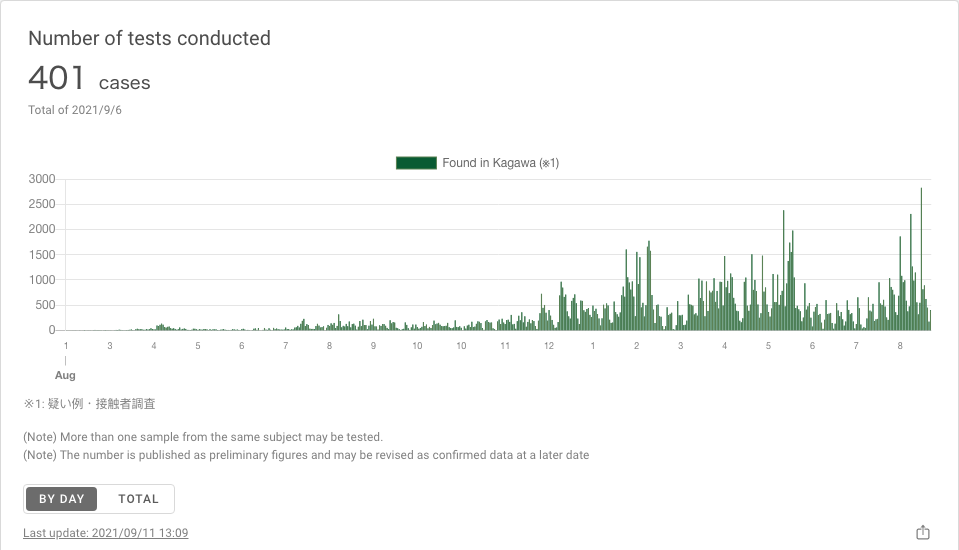 Number of tests conducted
401 cases
Total of 2021/9/6
Found in Kagawa (※1)
3000
2500
2000
1500
1000
500
0
1 3 4 5 6 7 8 9 10 10 11 12 1 2 3 4 5 6 7 8
Aug
※1: 疑い例・接触者調査
(Note) More than one sample from the same subject may be tested.
(Note) The number is published as preliminary figures and may be revised as confirmed data at a later date
BY DAY TOTAL
Last update: 2021/09/11 13:09